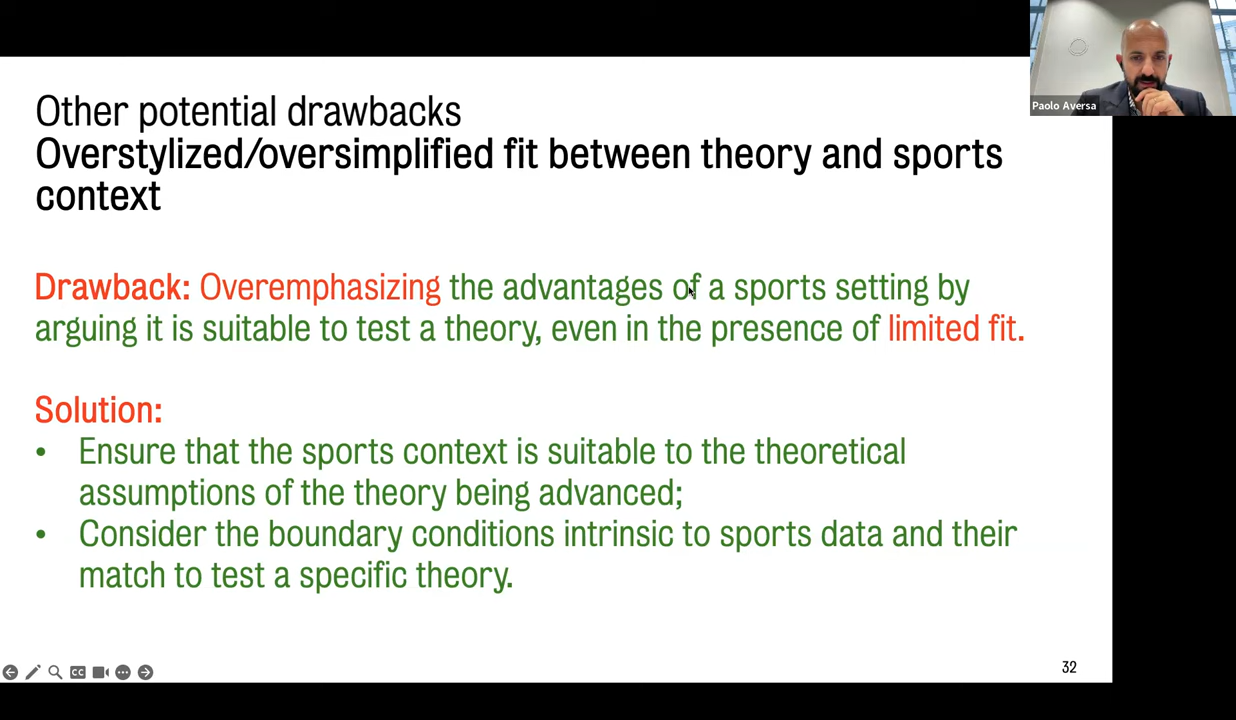 Paolo Aversa
Other potential drawbacks
Overstylized/oversimplified fit between theory and sports
context
Drawback: Overemphasizing the advantages of a sports setting by
arguing it is suitable to test a theory, even in the presence of limited fit.
Solution:
• Ensure that the sports context is suitable to the theoretical
assumptions of the theory being advanced;
• Consider the boundary conditions intrinsic to sports data and their
match to test a specific theory.
CC
32